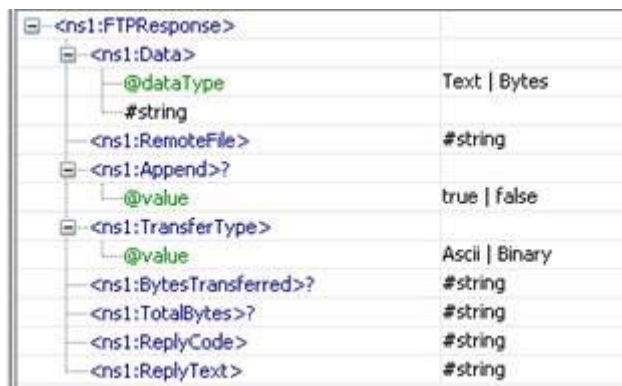 <ns1:FTPResponse>
<ns1:Data>
@dataType Text | Bytes
#string
<ns1:RemoteFile> #string
<ns1:Append>?
@value true | false
<ns1:TransferType>
@value Ascii | Binary
<ns1:BytesTransferred>? #string
<ns1:TotalBytes>? #string
<ns1:ReplyCode> #string
<ns1:ReplyText> #string